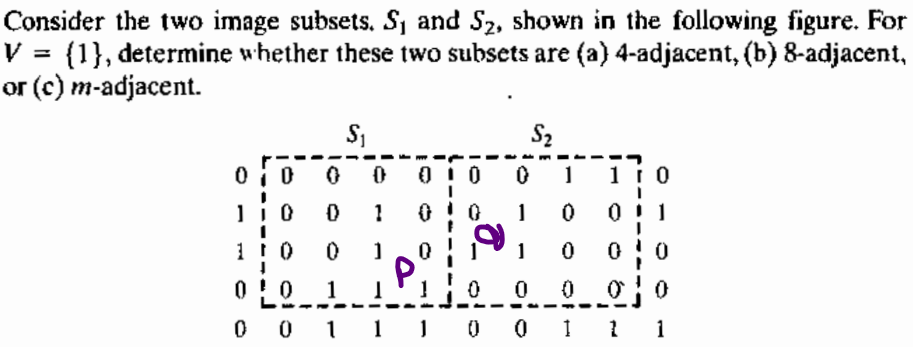 Consider the two image subsets. S₁ and S₂, shown in the following figure. For
V = {1}, determine whether these two subsets are (a) 4-adjacent, (b) 8-adjacent,
or (c) m-adjacent.
S₁ S₂
0 0 0 0 0 0 0 1 1 0
1 0 0 1 0 0 1 0 0 1
1 0 0 1 0 1 1 0 0 0
0 0 1 1 1 0 0 0 0 0
0 0 1 1 1 0 0 1 1 1
p
q